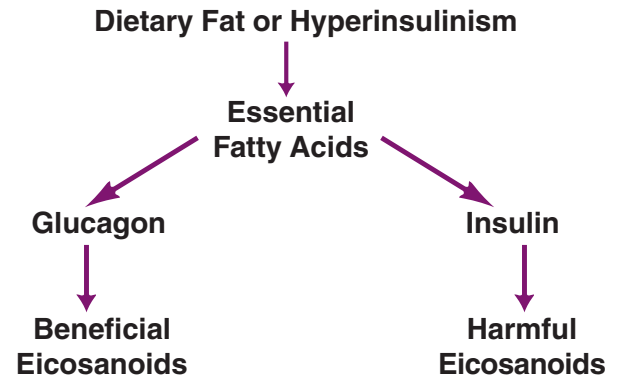 Dietary Fat or Hyperinsulinism
Essential
Fatty Acids
Glucagon
Insulin
Beneficial
Eicosanoids
Harmful
Eicosanoids